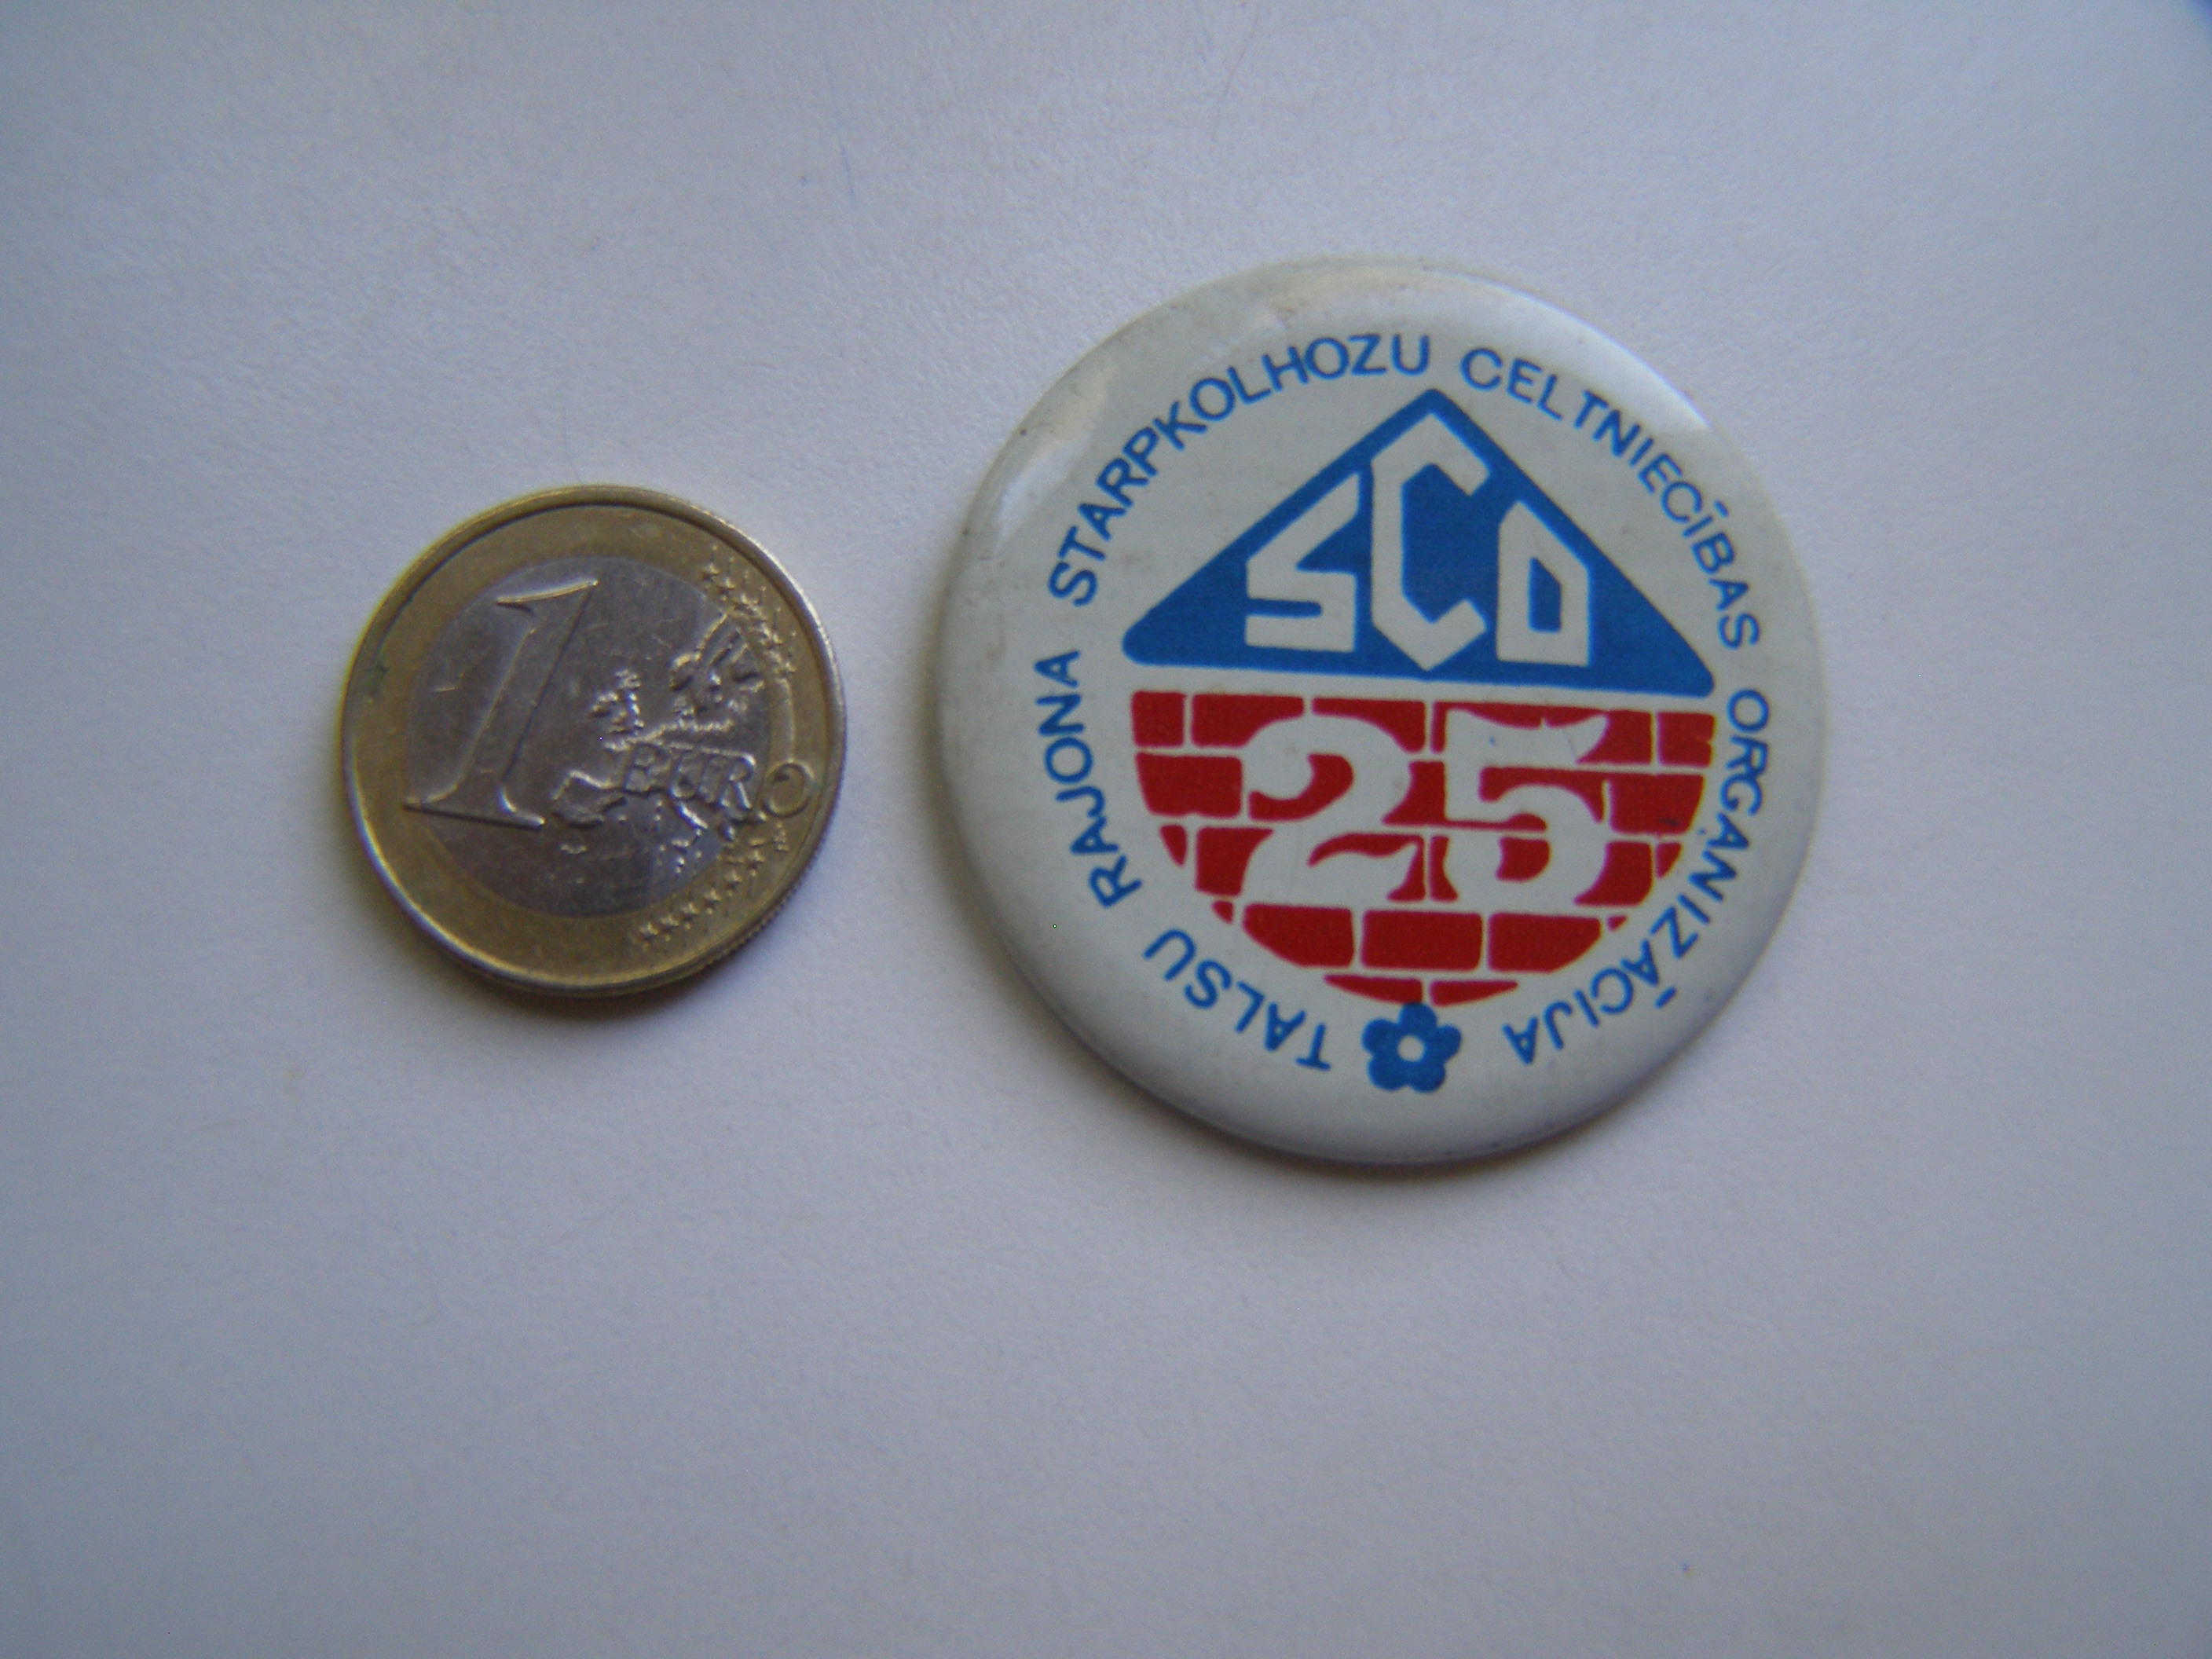 1
EURO
TALSU RAJONA STARPKOLHOZU CELTNIECĪBAS ORGANIZĀCIJA
SCO
25